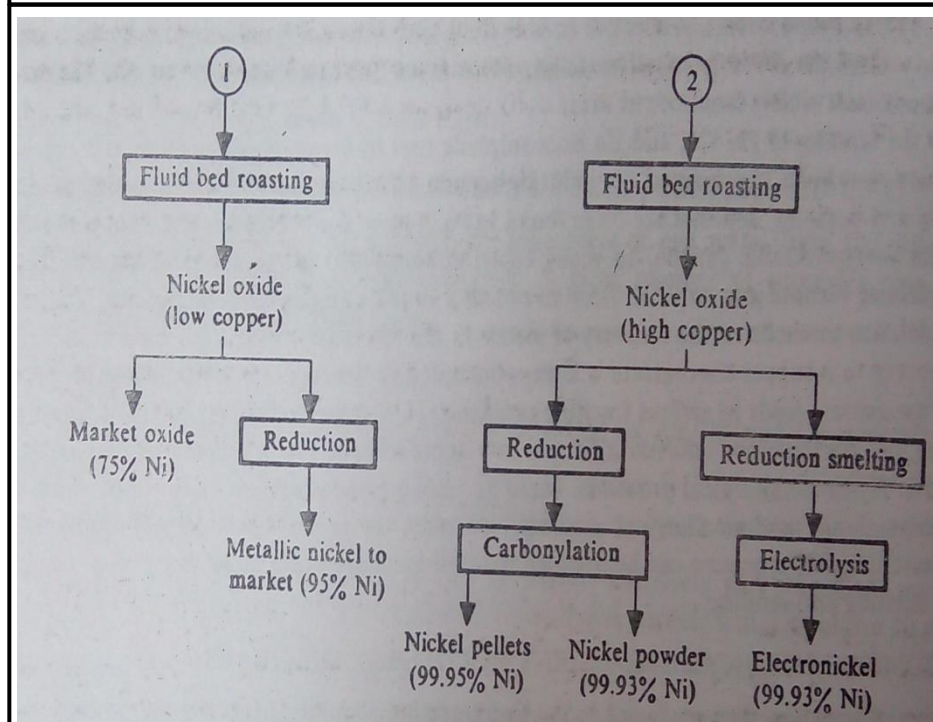 1
Fluid bed roasting
Nickel oxide
(low copper)
Market oxide
(75% Ni)
Reduction
Metallic nickel to
market (95% Ni)
2
Fluid bed roasting
Nickel oxide
(high copper)
Reduction
Carbonylation
Nickel pellets
(99.95% Ni)
Nickel powder
(99.93% Ni)
Reduction smelting
Electrolysis
Electronickel
(99.93% Ni)